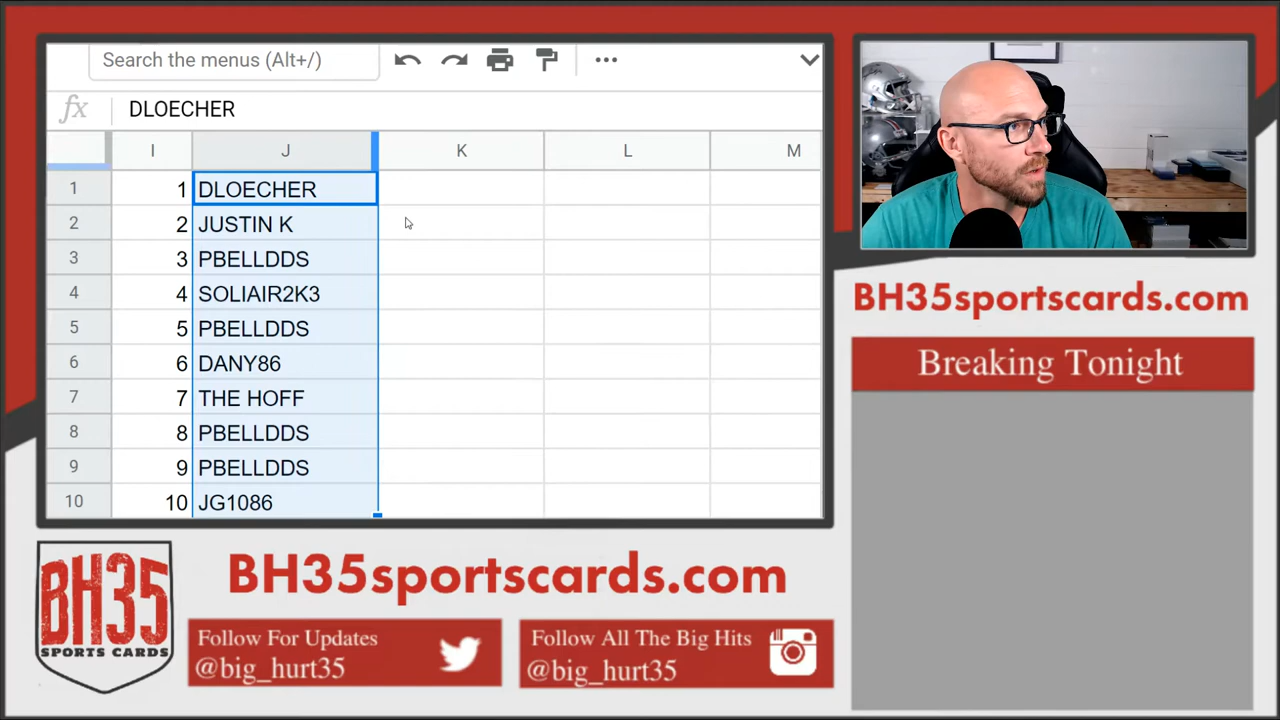 Search the menus (Alt+/)
fx DLOECHER
I J K L M
1 1 DLOECHER
2 2 JUSTIN K
3 3 PBELLDDS
4 4 SOLIAIR2K3
5 5 PBELLDDS
6 6 DANY86
7 7 THE HOFF
8 8 PBELLDDS
9 9 PBELLDDS
10 10 JG1086
BH35sportscards.com
Breaking Tonight
BH35
SPORTS CARDS
BH35sportscards.com
Follow For Updates
@big_hurt35
Follow All The Big Hits
@big_hurt35